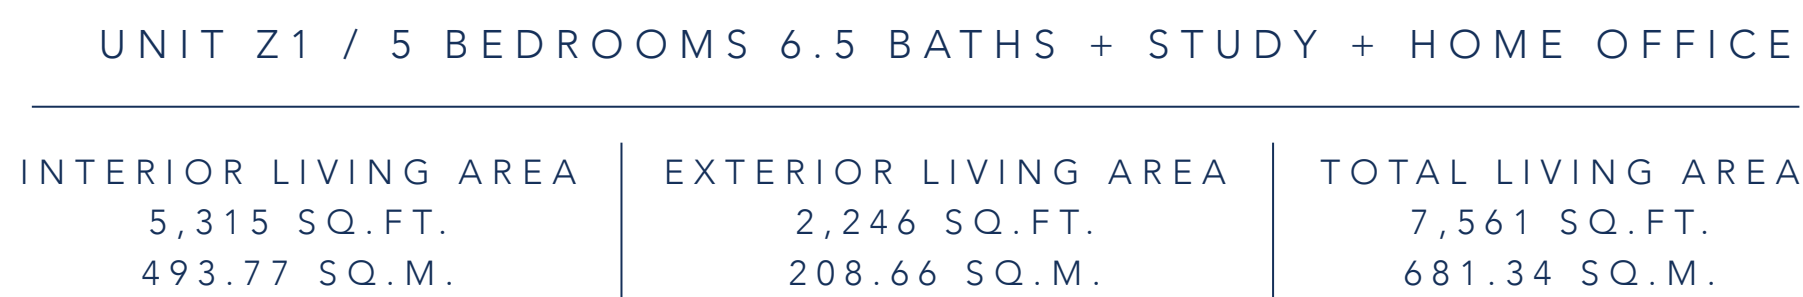 UNIT Z1 / 5 BEDROOMS 6.5 BATHS + STUDY + HOME OFFICE
INTERIOR LIVING AREA
5,315 SQ.FT.
493.77 SQ.M.
EXTERIOR LIVING AREA
2,246 SQ.FT.
208.66 SQ.M.
TOTAL LIVING AREA
7,561 SQ.FT.
681.34 SQ.M.